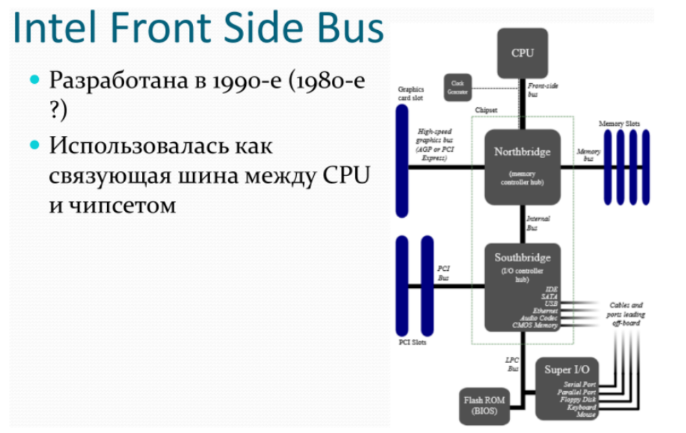 Intel Front Side Bus
• Разработана в 1990-е (1980-е
?)
• Использовалась как
связующая шина между CPU
и чипсетом
CPU
Clock
Generator
Front-side
bus
Graphics
card slot
Chipset
High-speed
graphics bus
(AGP or PCI
Express)
Northbridge
(memory
controller hub)
Memory
bus
Memory Slots
Internal
Bus
Southbridge
(I/O controller
hub)
PCI
Bus
IDE
SATA
USB
Ethernet
Audio Codec
CMOS Memory
Cables and
ports leading
off-board
PCI Slots
LPC
Bus
Super I/O
Serial Port
Parallel Port
Floppy Disk
Keyboard
Mouse
Flash ROM
(BIOS)